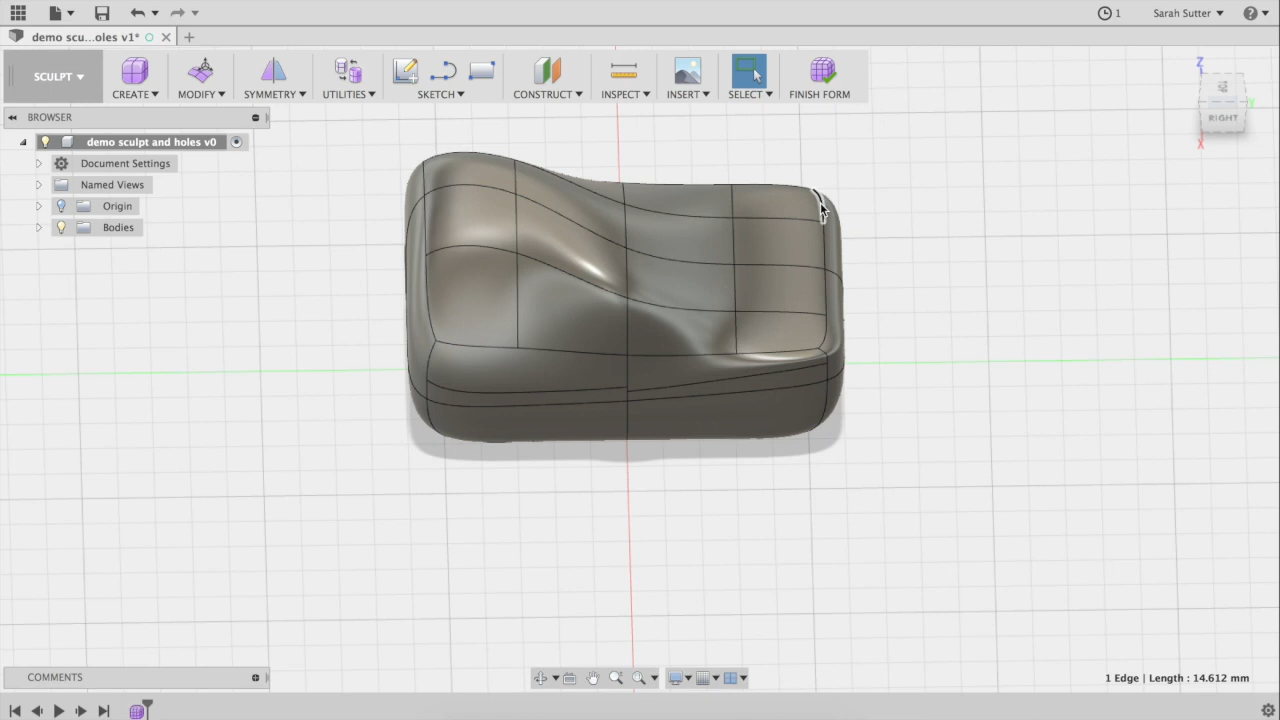 1
Sarah Sutter
demo scu...oles v1*
SCULPT
CREATE
MODIFY
SYMMETRY
UTILITIES
SKETCH
CONSTRUCT
INSPECT
INSERT
SELECT
FINISH FORM
Z
Y
RIGHT
X
BROWSER
demo sculpt and holes v0
Document Settings
Named Views
Origin
Bodies
COMMENTS
1 Edge | Length : 14.612 mm